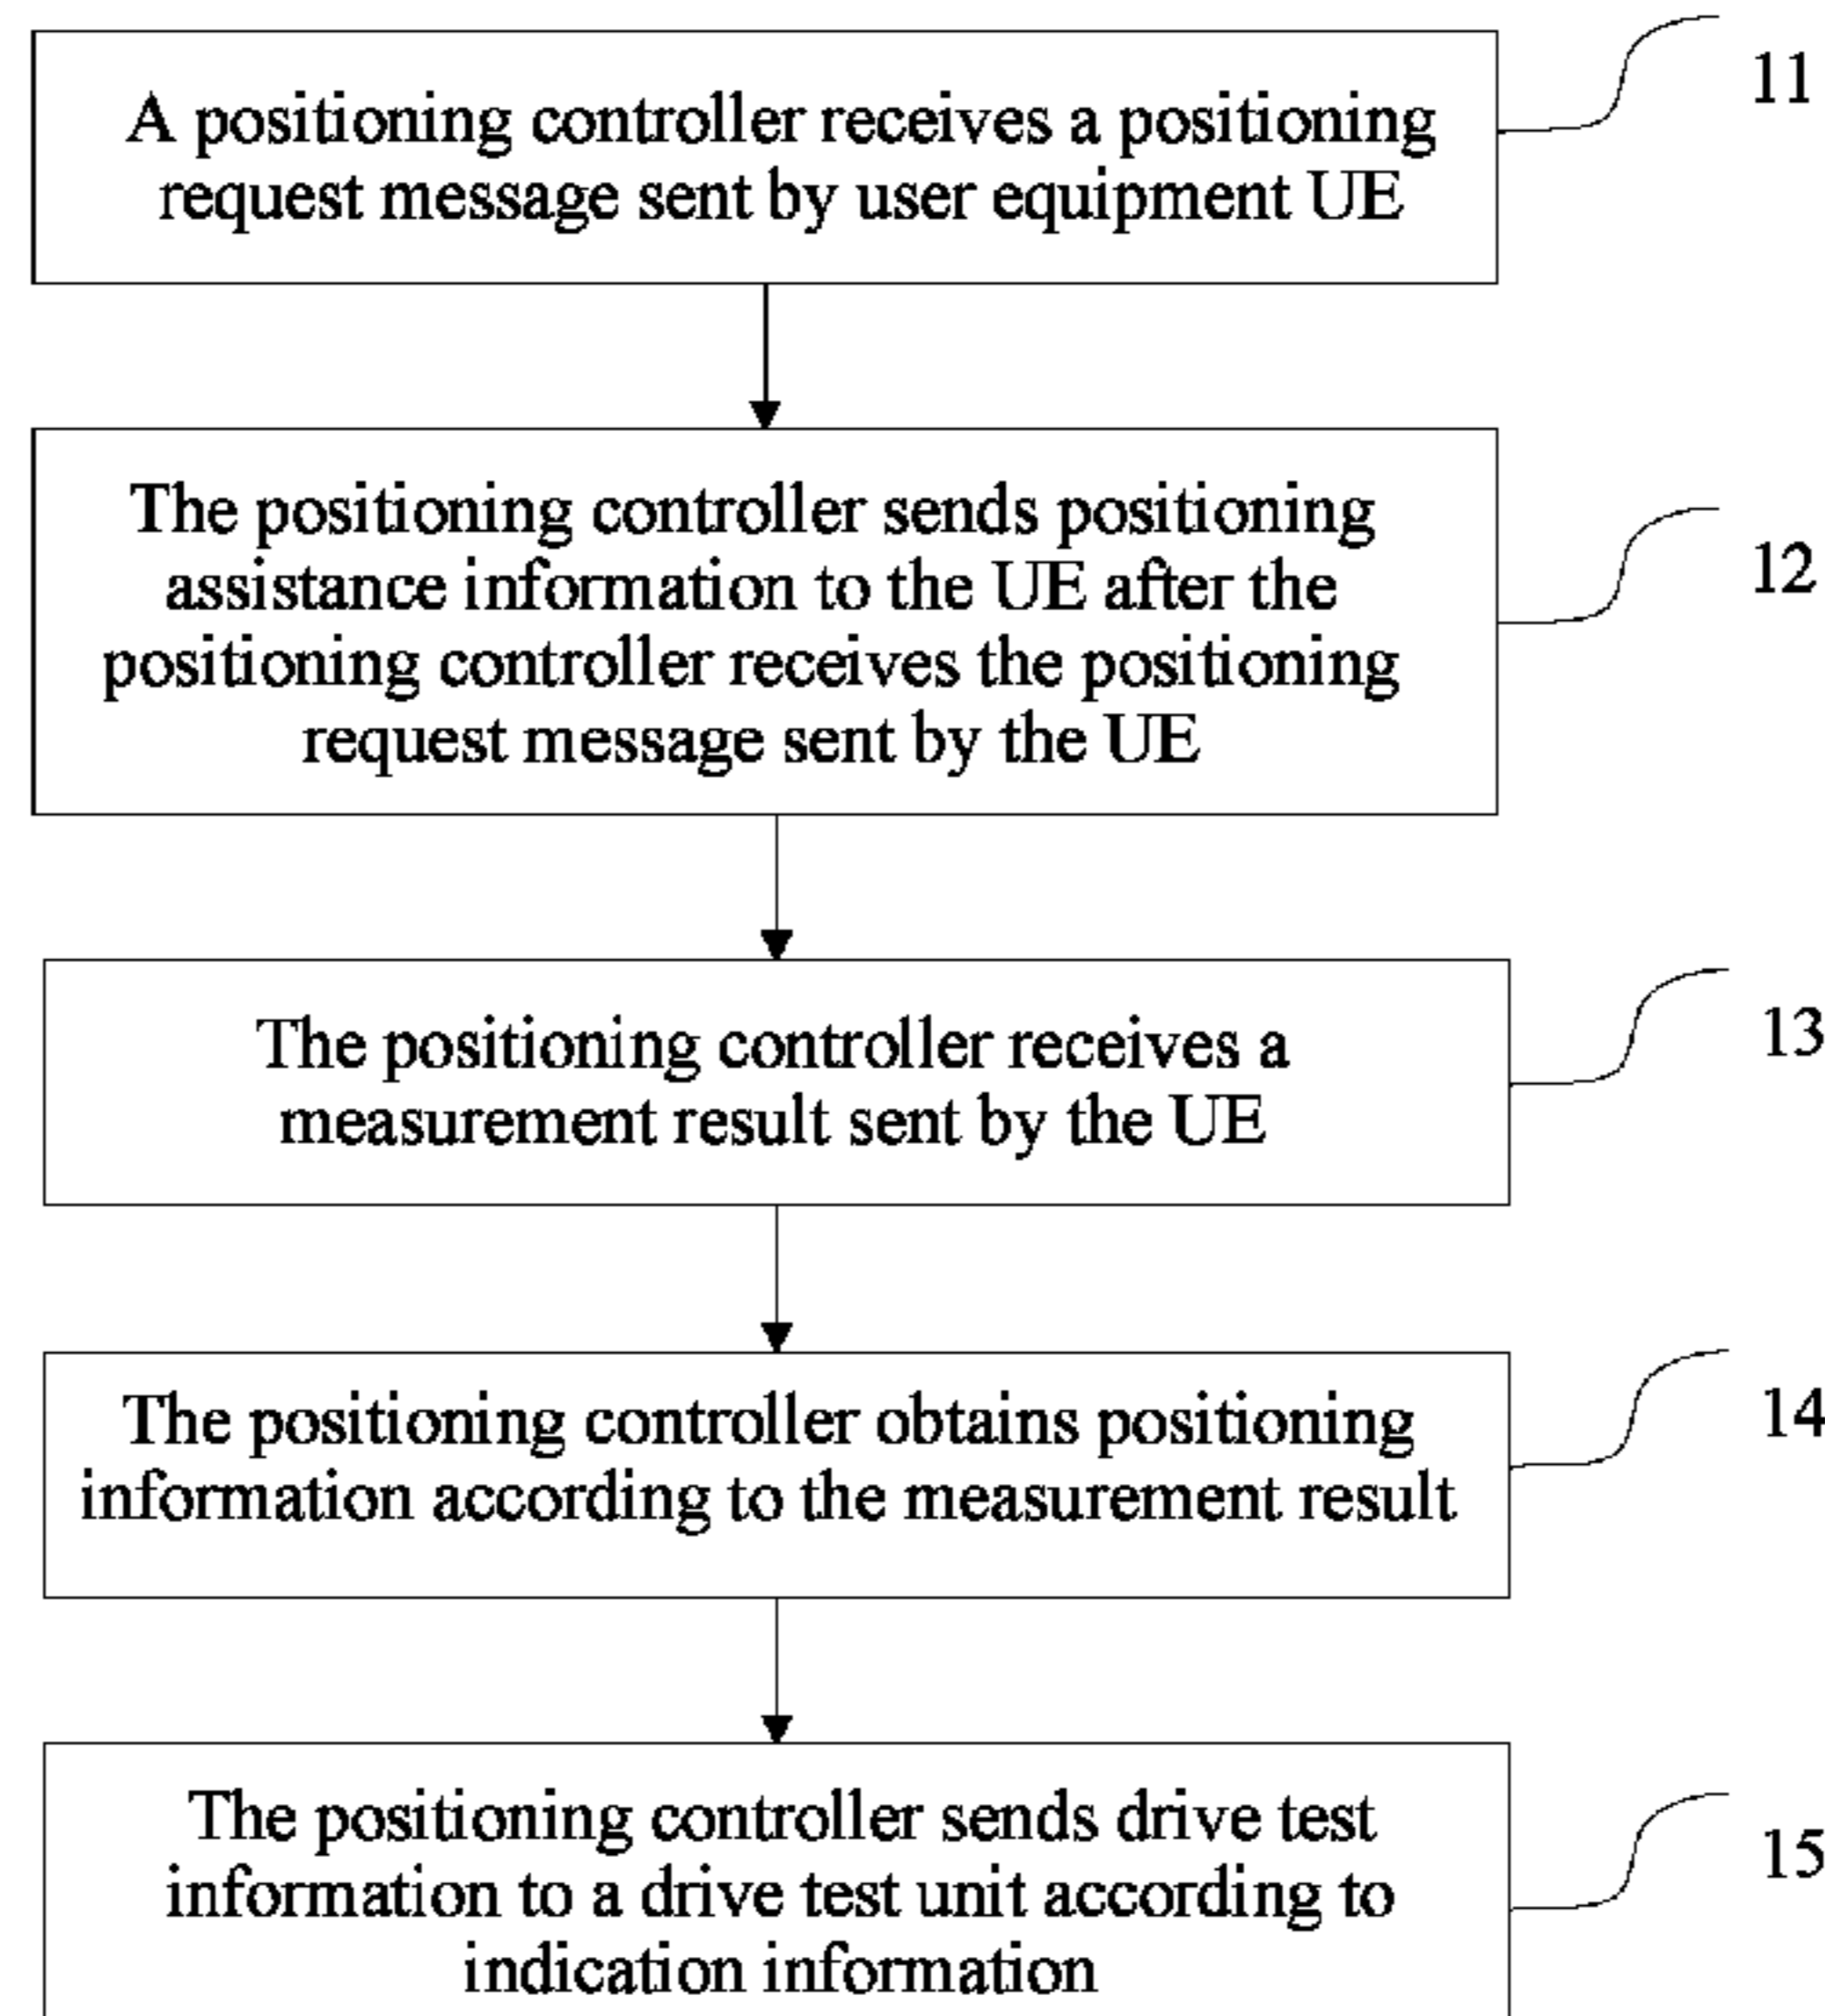 A positioning controller receives a positioning
request message sent by user equipment UE
11
The positioning controller sends positioning
assistance information to the UE after the
positioning controller receives the positioning
request message sent by the UE
12
The positioning controller receives a
measurement result sent by the UE
13
The positioning controller obtains positioning
information according to the measurement result
14
The positioning controller sends drive test
information to a drive test unit according to
indication information
15